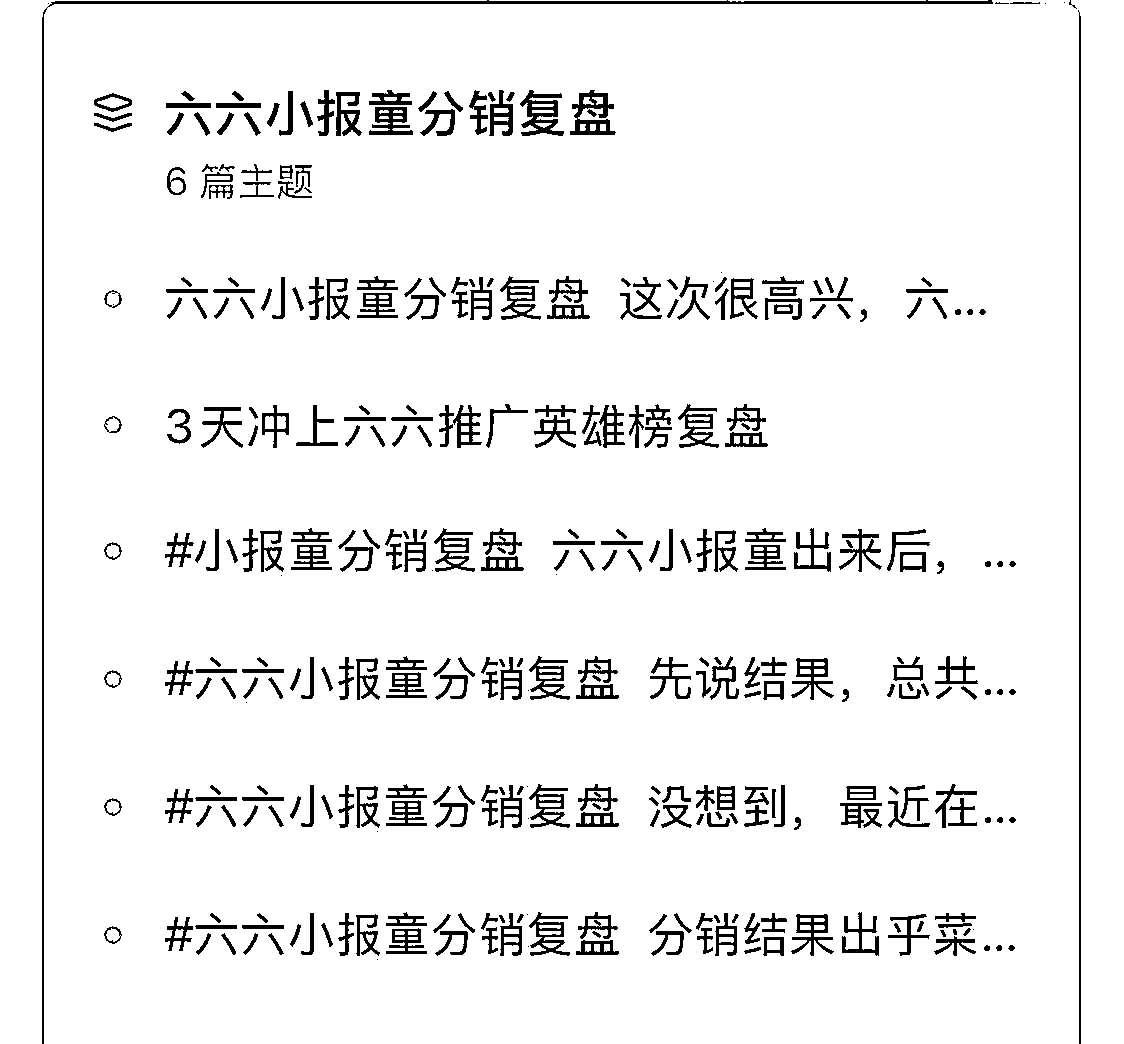 六六小报童分销复盘
6 篇主题
六六小报童分销复盘 这次很高兴，六...
3天冲上六六推广英雄榜复盘
#小报童分销复盘 六六小报童出来后，...
#六六小报童分销复盘 先说结果，总共...
#六六小报童分销复盘 没想到，最近在...
#六六小报童分销复盘 分销结果出乎菜...